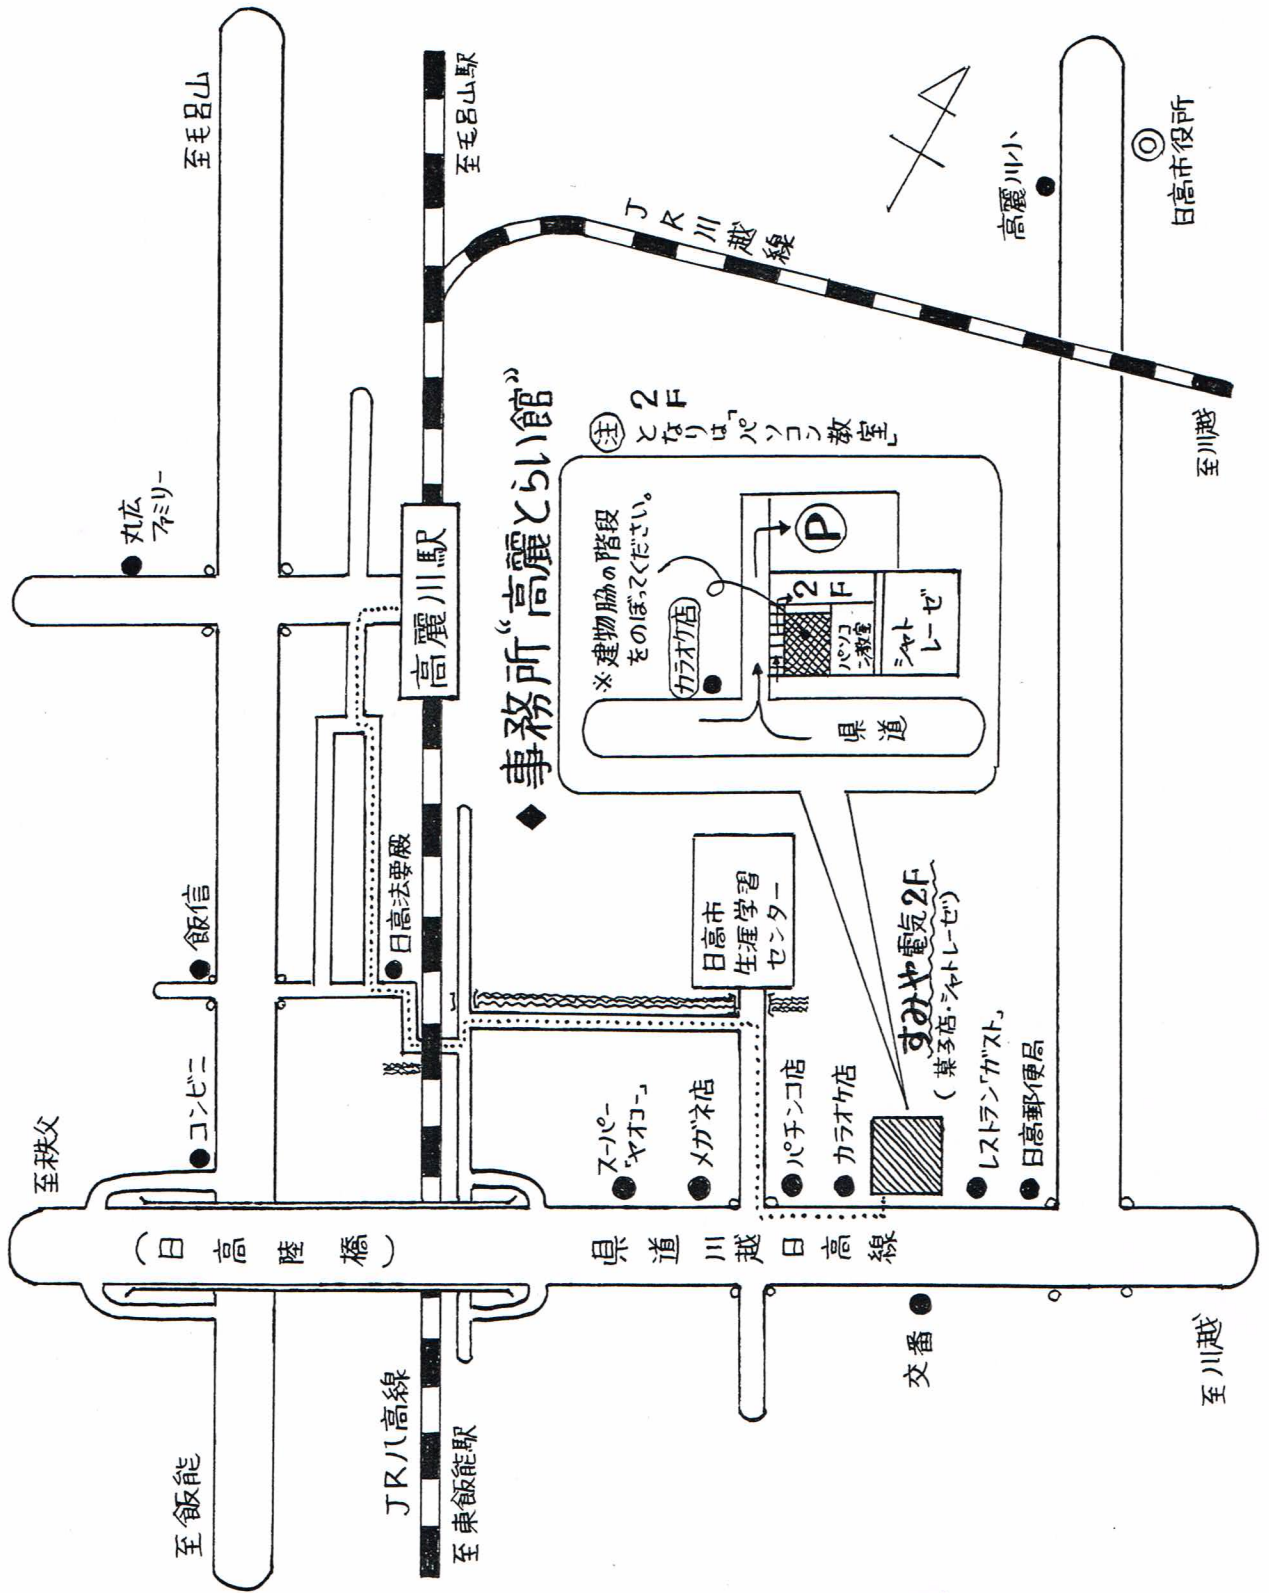 至毛呂山
至毛呂山駅
JR川越線
高麗川小
日高市役所
至川越
丸広
ファミリー
高麗川駅
◆事務所“高麗とらい館”
注 2F
となりは「パソコン教室」
※建物脇の階段
をのぼってください。
カラオケ店
P
2F
パソコン教室
シャトレーゼ
県道
飯信
日高法要殿
日高市
生涯学習
センター
すみや電気2F
(菓子店・シャトレーゼ)
コンビニ
スーパー
「ヤオコー」
メガネ店
パチンコ店
カラオケ店
レストラン「ガスト」
日高郵便局
至秩父
(日高陸橋)
県道川越日高線
交番
至川越
至飯能
JR八高線
至東飯能駅